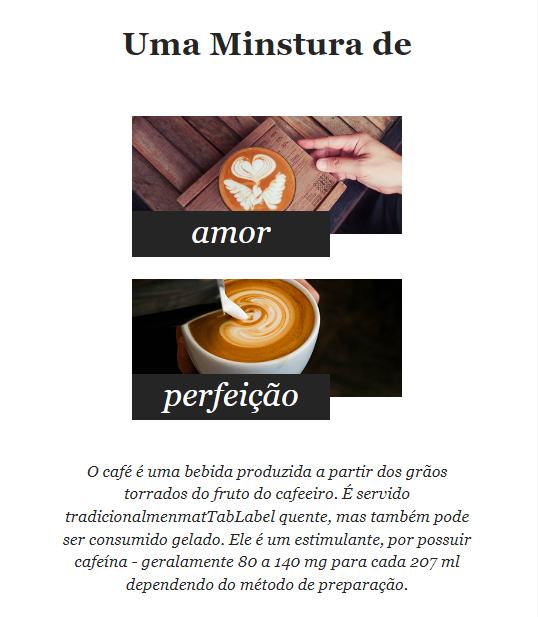 Uma Minstura de
amor
perfeição
O café é uma bebida produzida a partir dos grãos
torrados do fruto do cafeeiro. É servido
tradicionalmenmatTabLabel quente, mas também pode
ser consumido gelado. Ele é um estimulante, por possuir
cafeína - geralamente 80 a 140 mg para cada 207 ml
dependendo do método de preparação.